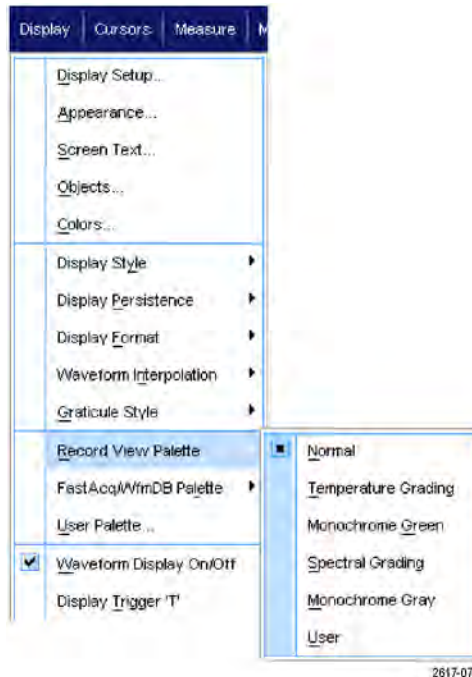 Display Cursors Measure M
Display Setup...
Appearance...
Screen Text...
Objects...
Colors...
Display Style
Display Persistence
Display Format
Waveform Interpolation
Graticule Style
Record View Palette
FastAcq/WfmDB Palette
User Palette...
Waveform Display On/Off
Display Trigger 'T'
Normal
Temperature Grading
Monochrome Green
Spectral Grading
Monochrome Gray
User
2617-07